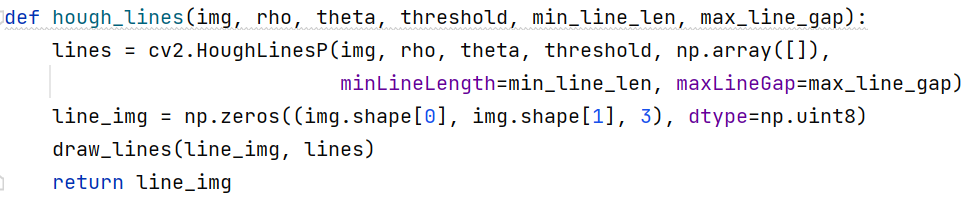 def hough_lines(img, rho, theta, threshold, min_line_len, max_line_gap):
    lines = cv2.HoughLinesP(img, rho, theta, threshold, np.array([]),
                            minLineLength=min_line_len, maxLineGap=max_line_gap)
    line_img = np.zeros((img.shape[0], img.shape[1], 3), dtype=np.uint8)
    draw_lines(line_img, lines)
    return line_img